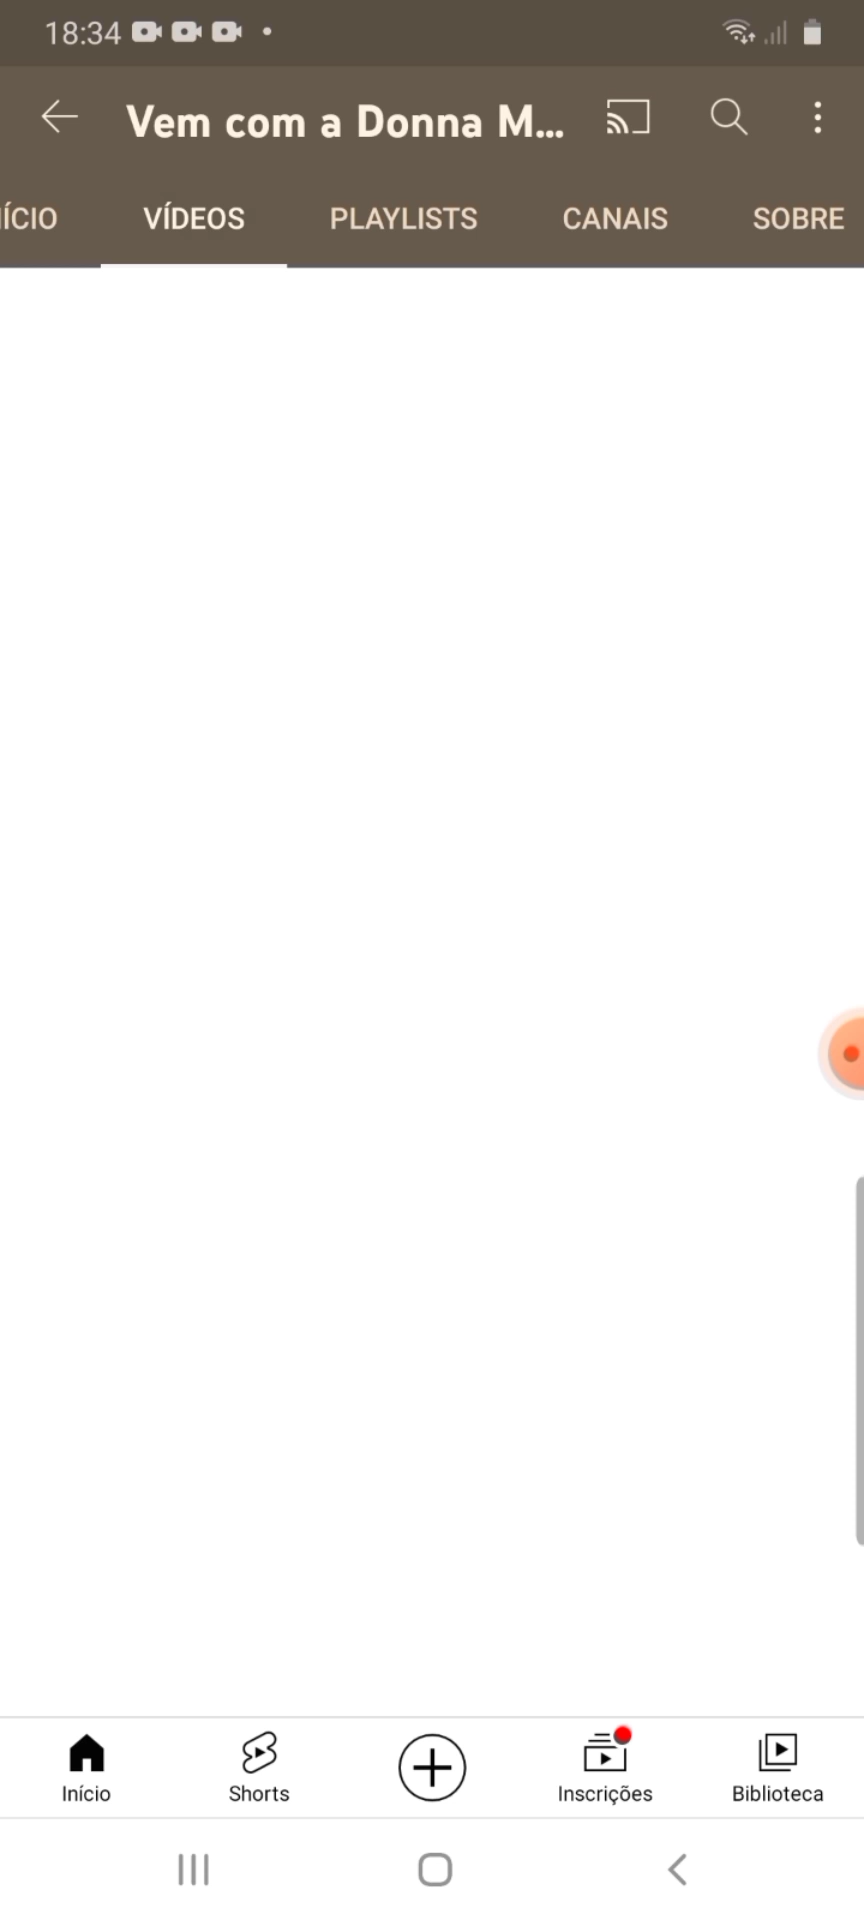 18:34
Vem com a Donna M...
ÍCIO VÍDEOS PLAYLISTS CANAIS SOBRE
Início Shorts Inscrições Biblioteca